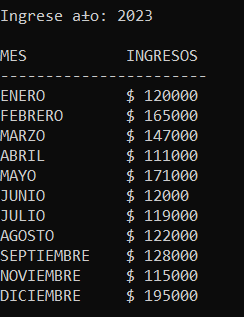 Ingrese a±o: 2023
MES INGRESOS
-----------------------
ENERO $ 120000
FEBRERO $ 165000
MARZO $ 147000
ABRIL $ 111000
MAYO $ 171000
JUNIO $ 12000
JULIO $ 119000
AGOSTO $ 122000
SEPTIEMBRE $ 128000
NOVIEMBRE $ 115000
DICIEMBRE $ 195000